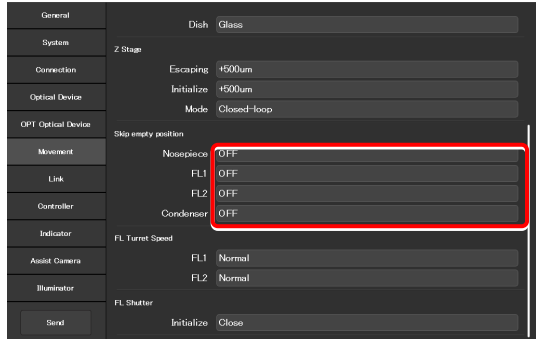 General
System
Connection
Optical Device
OPT Optical Device
Movement
Link
Controller
Indicator
Assist Camera
Illuminator
Send
Dish Glass
Z Stage
Escaping +500um
Initialize +500um
Mode Closed-loop
Skip empty position
Nosepiece OFF
FL1 OFF
FL2 OFF
Condenser OFF
FL Turret Speed
FL1 Normal
FL2 Normal
FL Shutter
Initialize Close